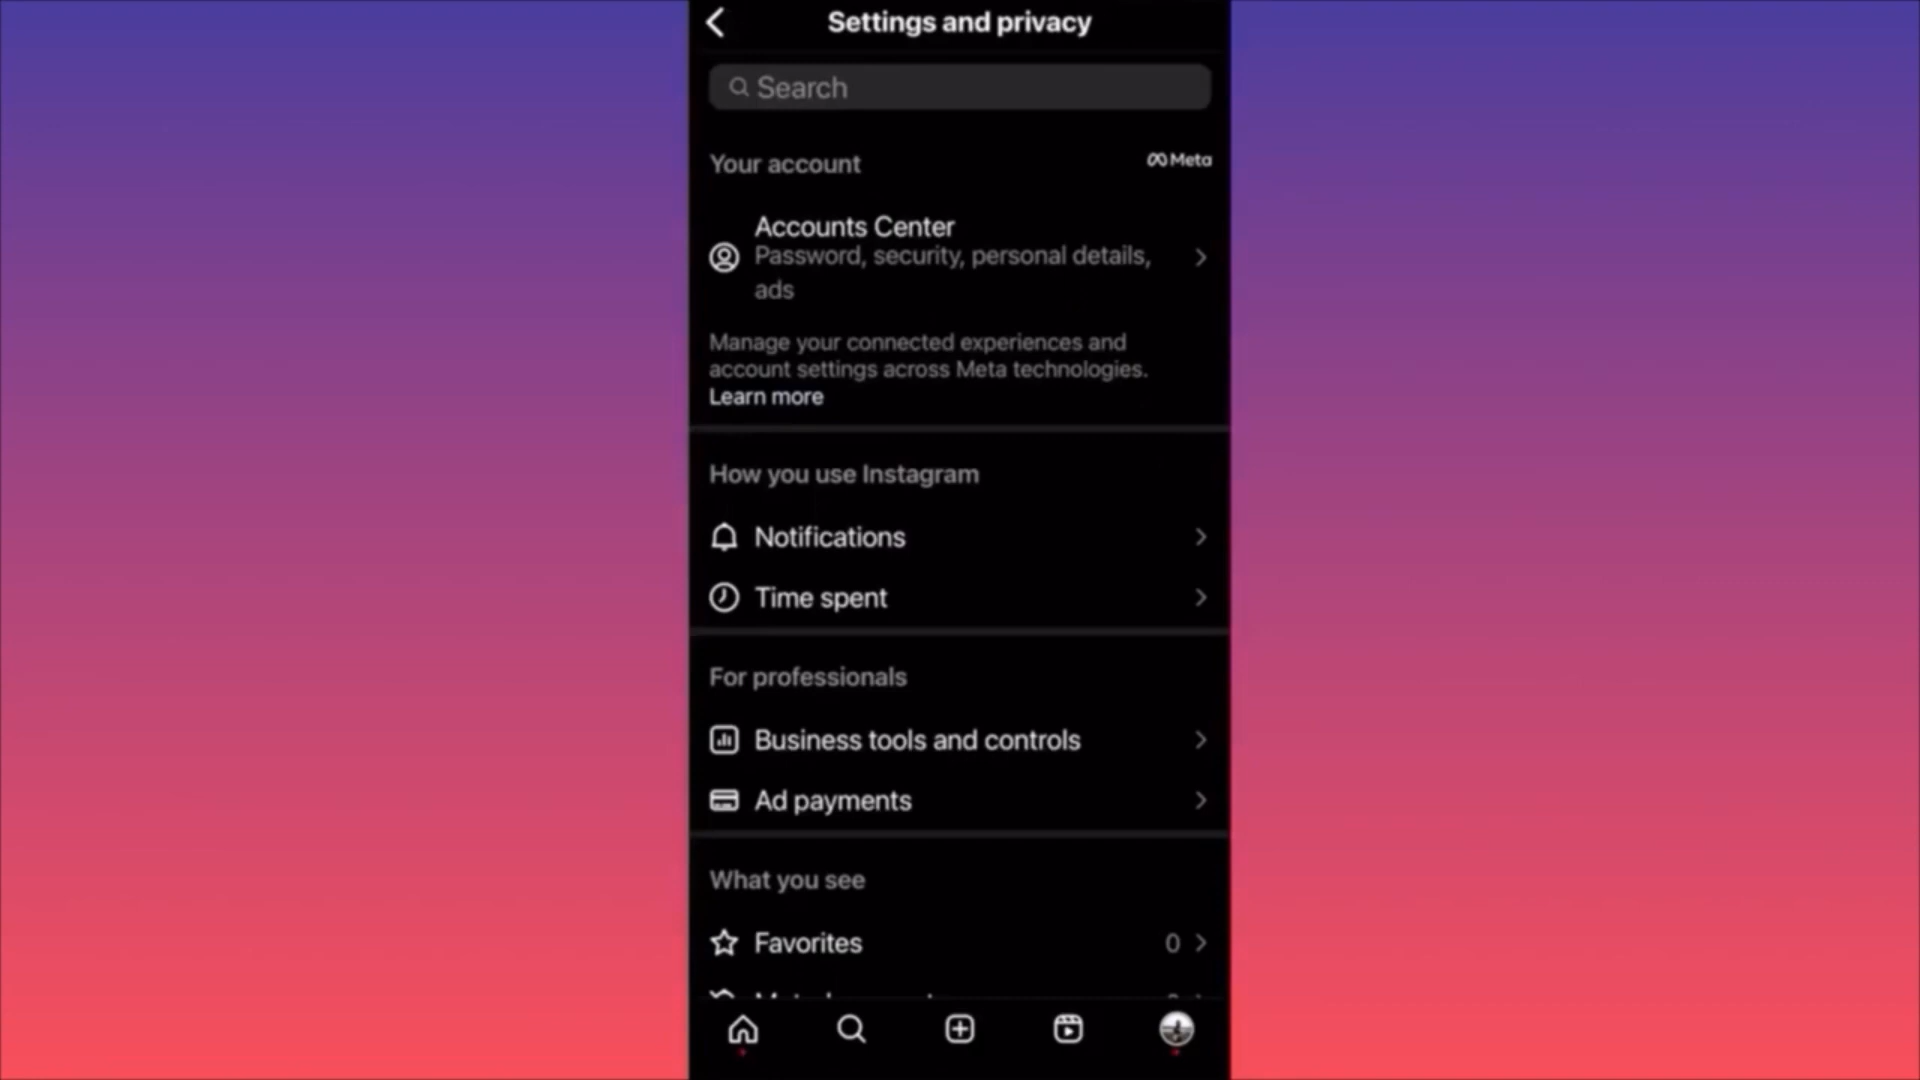 Settings and privacy
Search
Your account
Meta
Accounts Center
Password, security, personal details,
ads
Manage your connected experiences and
account settings across Meta technologies.
Learn more
How you use Instagram
Notifications
Time spent
For professionals
Business tools and controls
Ad payments
What you see
Favorites
0